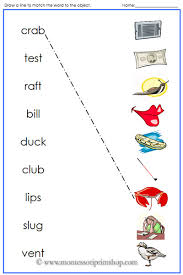 Draw a line to match the word to the object. Name:
crab
test
raft
bill
duck
club
lips
slug
vent
© www.montessoriprintshop.com